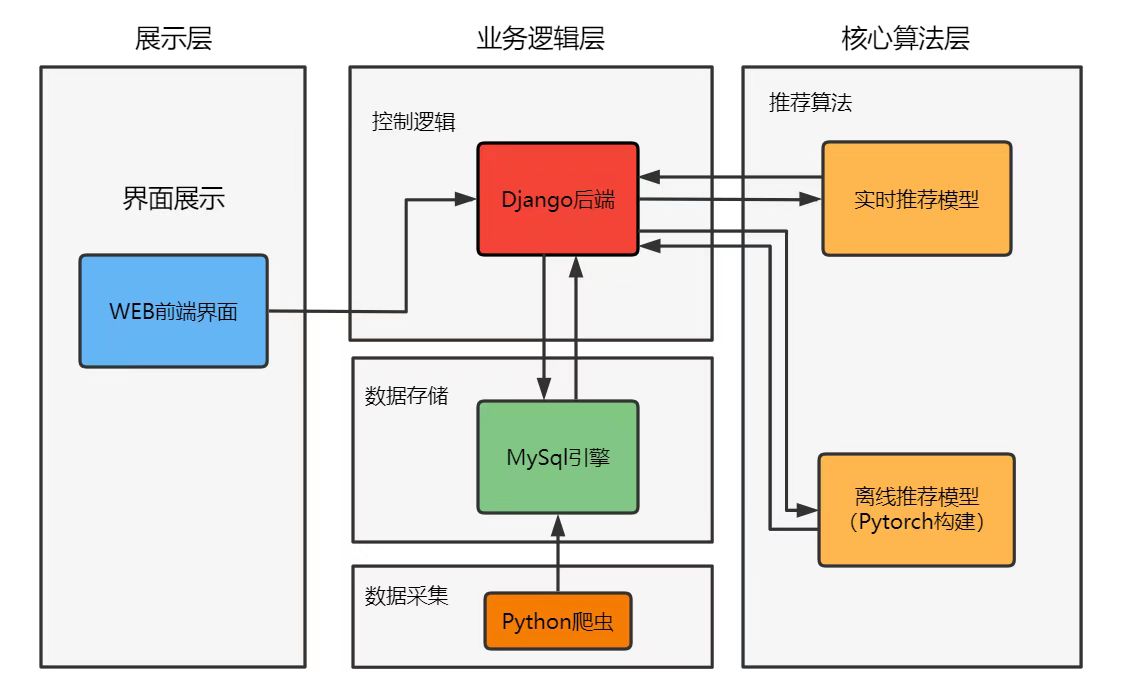 展示层
业务逻辑层
核心算法层
推荐算法
控制逻辑
界面展示
Django后端
实时推荐模型
WEB前端界面
数据存储
MySql引擎
离线推荐模型
（Pytorch构建）
数据采集
Python爬虫